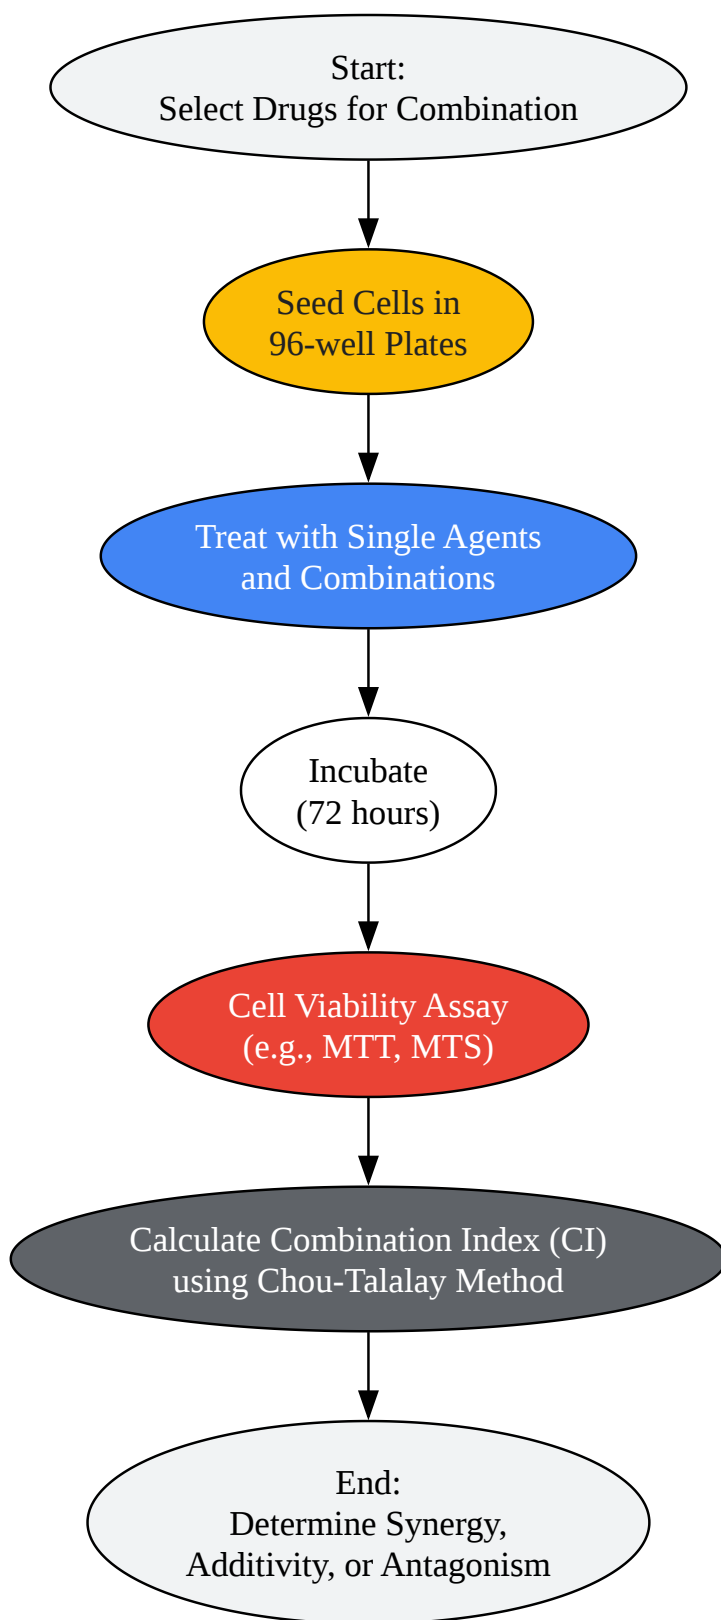 Start:
Select Drugs for Combination
Seed Cells in
96-well Plates
Treat with Single Agents
and Combinations
Incubate
(72 hours)
Cell Viability Assay
(e.g., MTT, MTS)
Calculate Combination Index (CI)
using Chou-Talalay Method
End:
Determine Synergy,
Additivity, or Antagonism